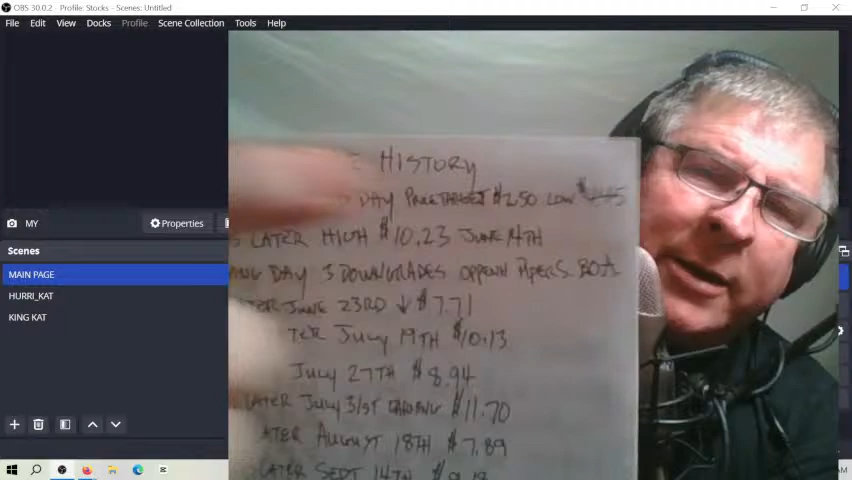 OBS 30.0.2 - Profile: Stocks - Scenes: Untitled
File Edit View Docks Profile Scene Collection Tools Help
HISTORY
DAY PRICE TARGET $2.50 LOW
LATER HIGH $10.23 JUNE 14TH
DAY 3 DOWNGRADES OPPENH PIPERS. BOFA
JUNE 23RD ↓ $7.71
TER JULY 19TH $10.13
JULY 27TH $8.94
LATER JULY 31ST $11.70
ATER AUGUST 18TH $7.89
LATER SEPT 14TH
MY
Properties
Scenes
MAIN PAGE
HURRI_KAT
KING KAT